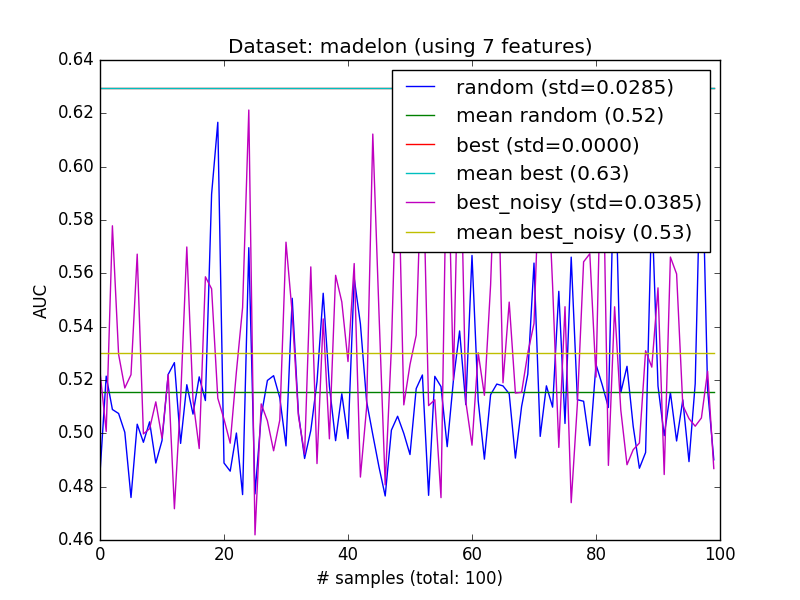 Dataset: madelon (using 7 features)
0.64
0.62
0.60
0.58
0.56
0.54
0.52
0.50
0.48
0.46
AUC
random (std=0.0285)
mean random (0.52)
best (std=0.0000)
mean best (0.63)
best_noisy (std=0.0385)
mean best_noisy (0.53)
0 20 40 60 80 100
# samples (total: 100)